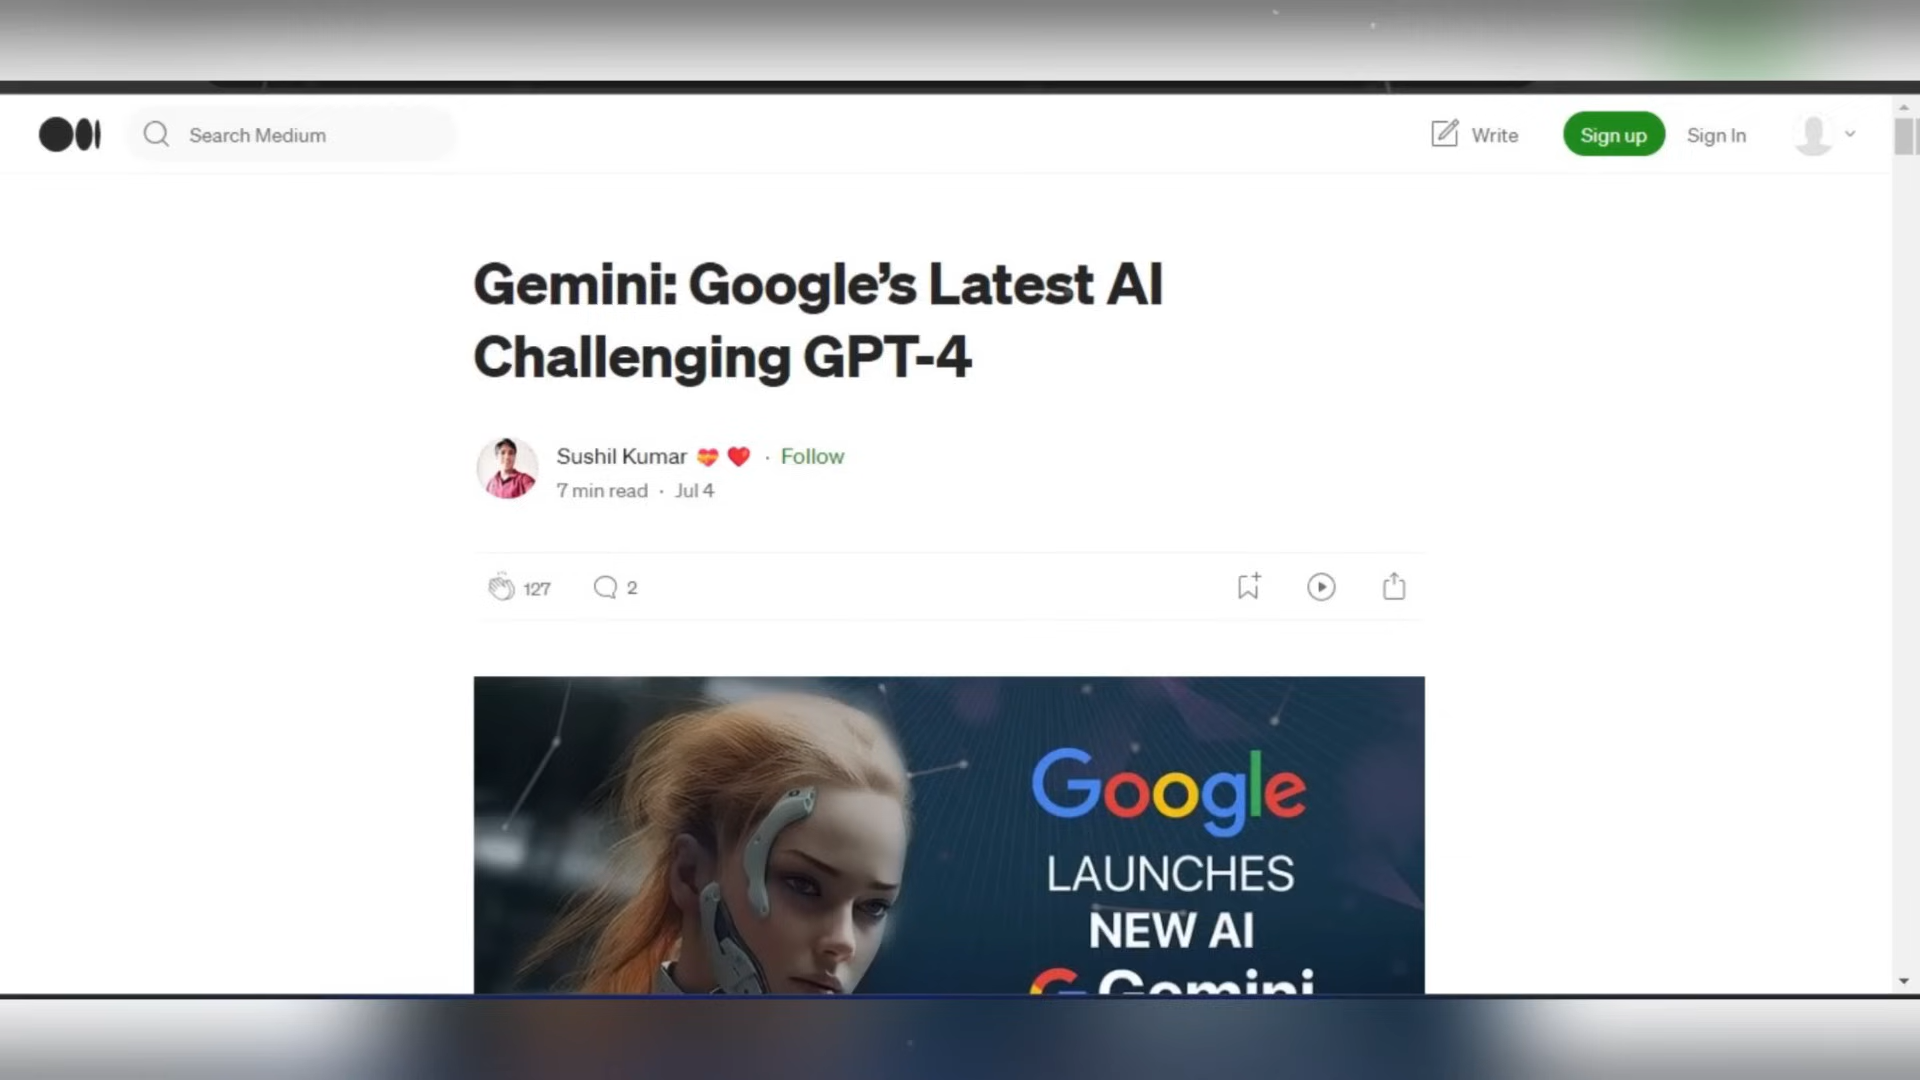 Search Medium
Write
Sign up
Sign In
Gemini: Google’s Latest AI
Challenging GPT-4
Sushil Kumar 💝 ❤️ · Follow
7 min read · Jul 4
127
2
Google
LAUNCHES
NEW AI
Gemini